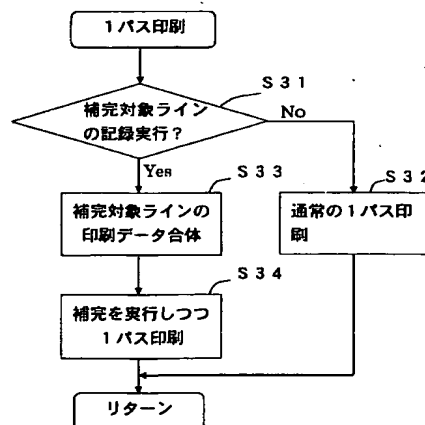 1パス印刷
S31
補完対象ライン
の記録実行?
No
Yes
S33
S32
補完対象ラインの
印刷データ合体
通常の1パス印
刷
S34
補完を実行しつつ
1パス印刷
リターン